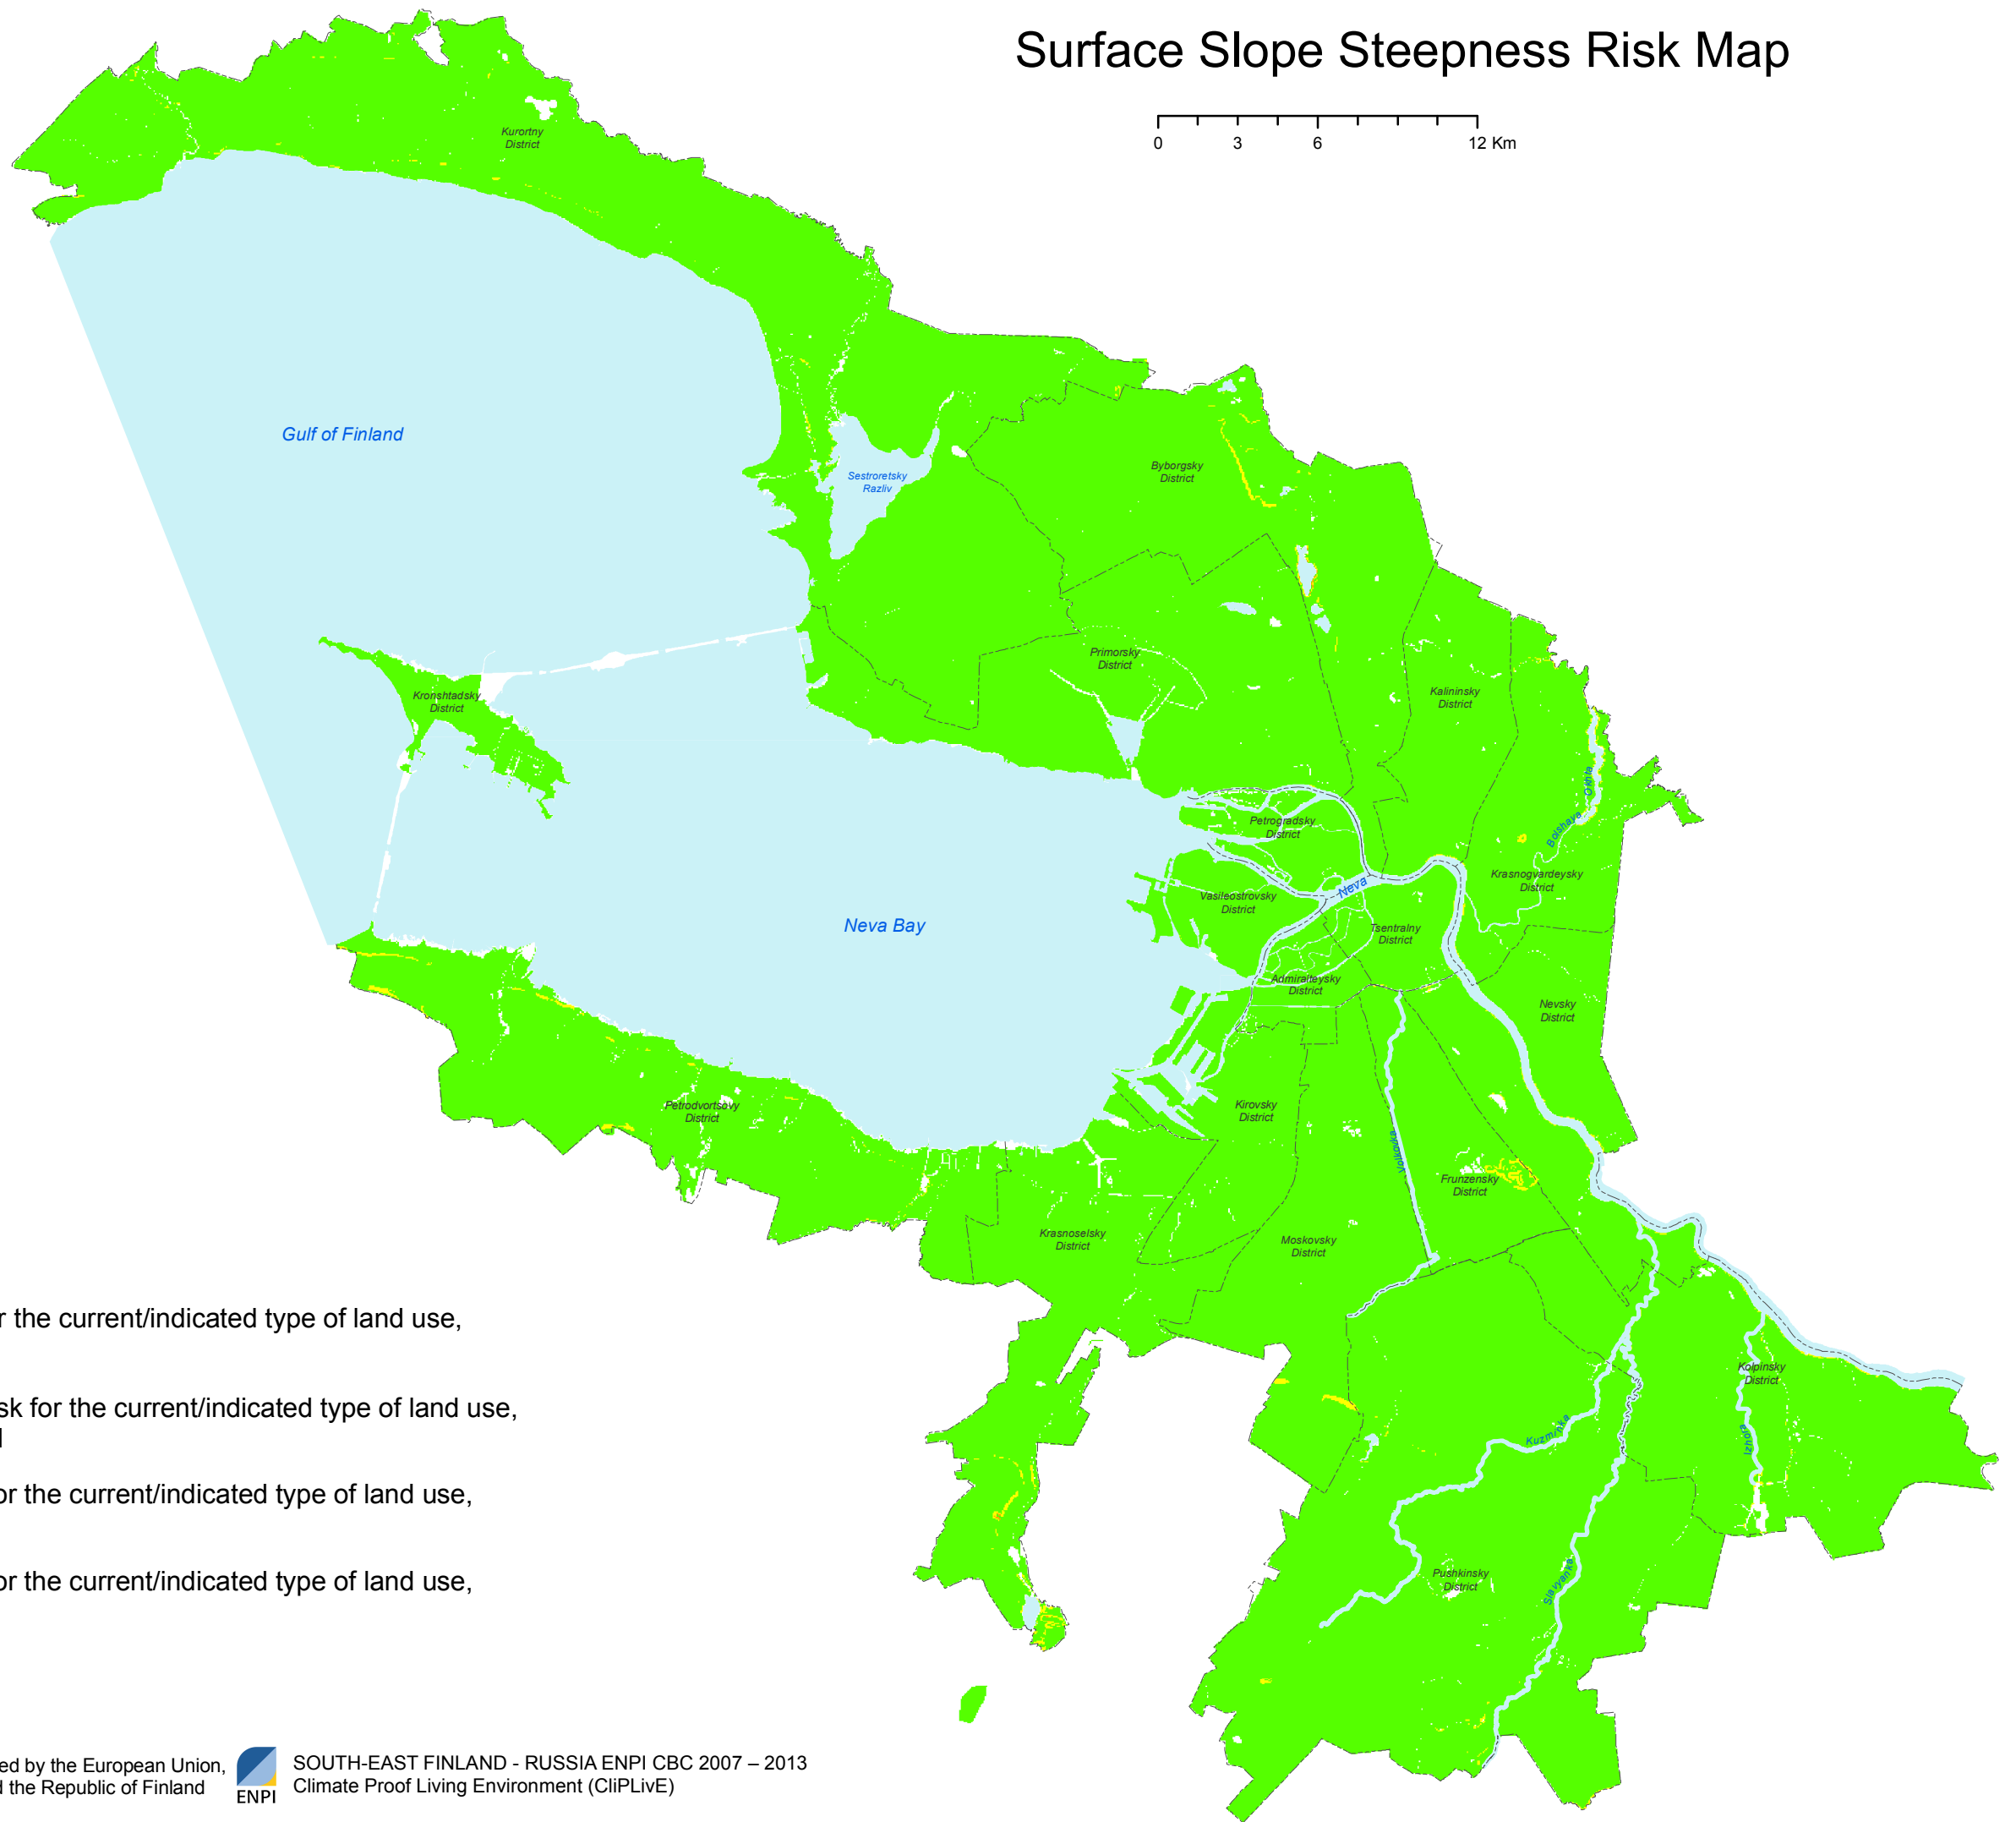 Surface Slope Steepness Risk Map
0 3 6 12 Km
Kurortny
District
Gulf of Finland
Sestroretsky
Razliv
Byborgsky
District
Primorsky
District
Kronshtadsky
District
Kalininsky
District
Bolshaya Okhta
Petrogradsky
District
Krasnogvardeysky
District
Neva
Vasileostrovsky
District
Neva Bay
Tsentralny
District
Admiralteysky
District
Nevsky
District
Petrodvortsovy
District
Kirovsky
District
Volkovka
Frunzensky
District
Krasnoselsky
District
Moskovsky
District
Kolpinsky
District
Kuzminka
Izhola
Pushkinsky
District
Slavyanka
r the current/indicated type of land use,
sk for the current/indicated type of land use,
or the current/indicated type of land use,
or the current/indicated type of land use,
ed by the European Union,
d the Republic of Finland
ENPI
SOUTH-EAST FINLAND - RUSSIA ENPI CBC 2007 – 2013
Climate Proof Living Environment (CliPLivE)